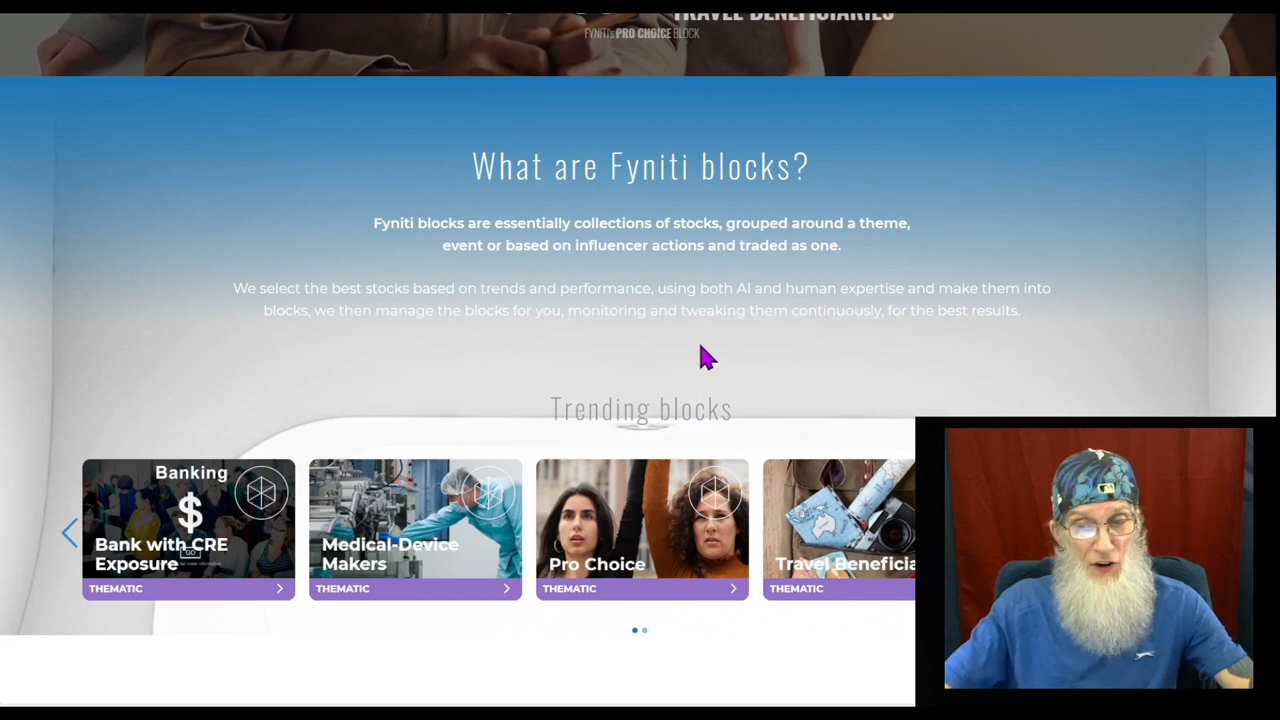 TRAVEL BENEFICIARIES
FYNITI's PRO CHOICE BLOCK
What are Fyniti blocks?
Fyniti blocks are essentially collections of stocks, grouped around a theme,
event or based on influencer actions and traded as one.
We select the best stocks based on trends and performance, using both AI and human expertise and make them into
blocks, we then manage the blocks for you, monitoring and tweaking them continuously, for the best results.
Trending blocks
Banking
$
GO
Bank with CRE
Exposure
THEMATIC
Medical-Device
Makers
THEMATIC
Pro Choice
THEMATIC
Travel Beneficia
THEMATIC